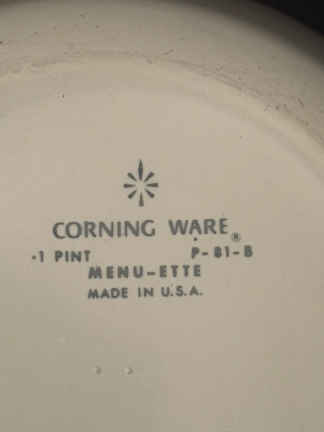 CORNING WARE®
·1 PINT P-81-B
MENU-ETTE
MADE IN U.S.A.